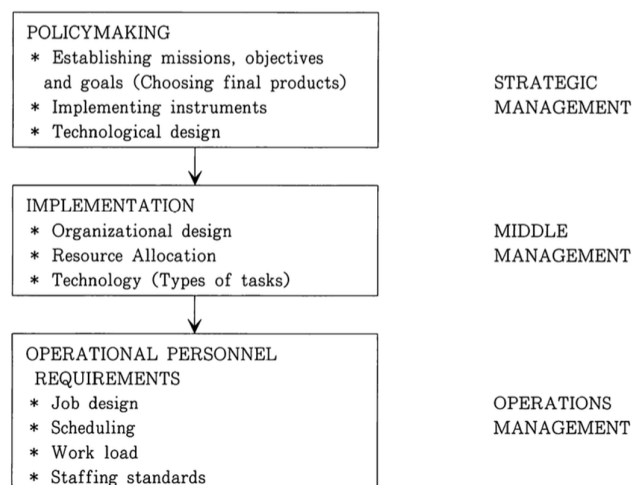 POLICYMAKING
* Establishing missions, objectives
and goals (Choosing final products)
* Implementing instruments
* Technological design
STRATEGIC
MANAGEMENT
IMPLEMENTATION
* Organizational design
* Resource Allocation
* Technology (Types of tasks)
MIDDLE
MANAGEMENT
OPERATIONAL PERSONNEL
REQUIREMENTS
* Job design
* Scheduling
* Work load
* Staffing standards
OPERATIONS
MANAGEMENT